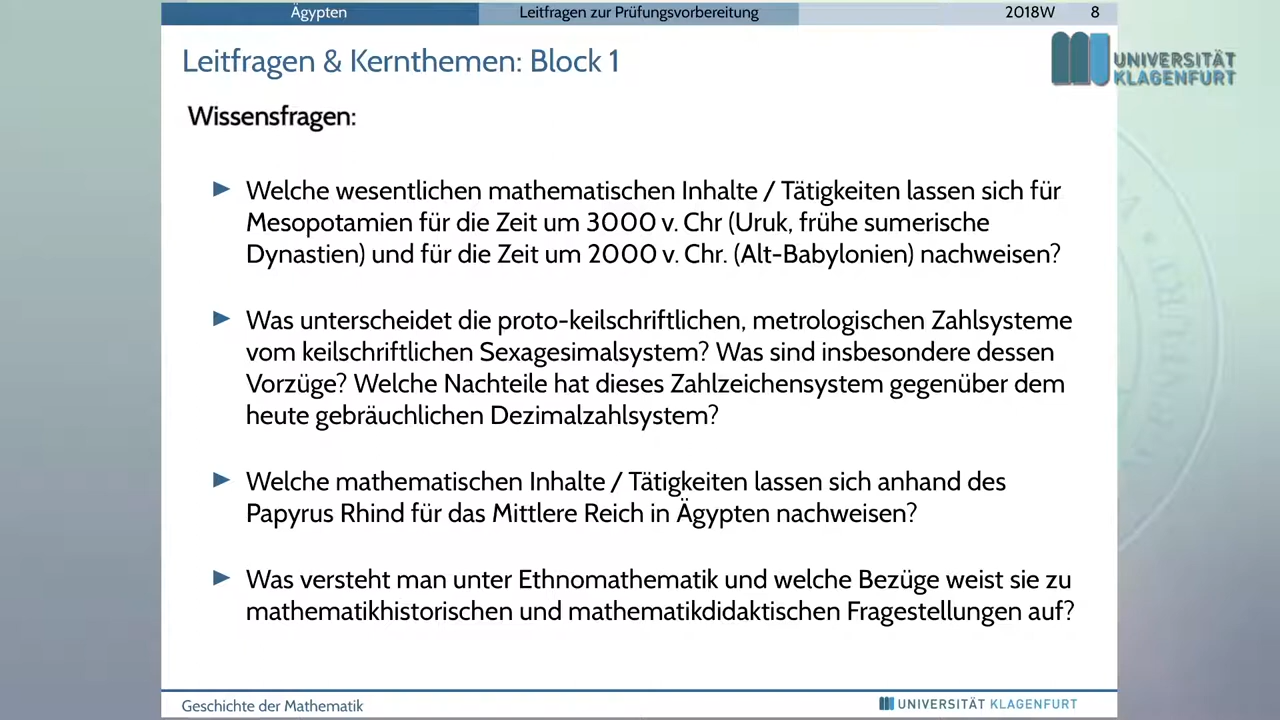 Ägypten Leitfragen zur Prüfungsvorbereitung 2018W 8
Leitfragen & Kernthemen: Block 1
UNIVERSITÄT
KLAGENFURT
Wissensfragen:
Welche wesentlichen mathematischen Inhalte / Tätigkeiten lassen sich für
Mesopotamien für die Zeit um 3000 v. Chr (Uruk, frühe sumerische
Dynastien) und für die Zeit um 2000 v. Chr. (Alt-Babylonien) nachweisen?
Was unterscheidet die proto-keilschriftlichen, metrologischen Zahlsysteme
vom keilschriftlichen Sexagesimalsystem? Was sind insbesondere dessen
Vorzüge? Welche Nachteile hat dieses Zahlzeichensystem gegenüber dem
heute gebräuchlichen Dezimalzahlsystem?
Welche mathematischen Inhalte / Tätigkeiten lassen sich anhand des
Papyrus Rhind für das Mittlere Reich in Ägypten nachweisen?
Was versteht man unter Ethnomathematik und welche Bezüge weist sie zu
mathematikhistorischen und mathematikdidaktischen Fragestellungen auf?
Geschichte der Mathematik UNIVERSITÄT KLAGENFURT